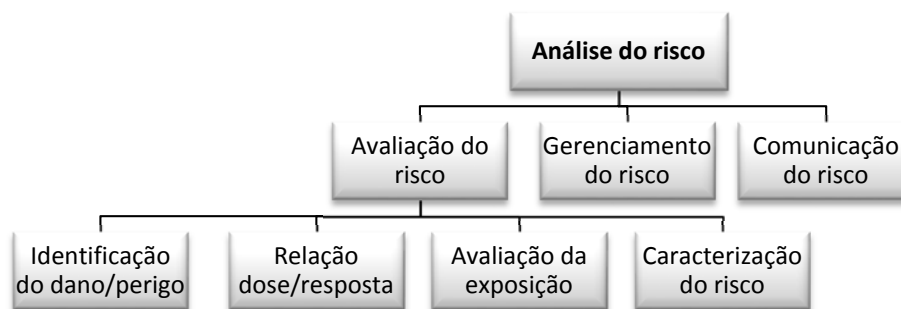 Análise do risco
Avaliação do
risco
Gerenciamento
do risco
Comunicação
do risco
Identificação
do dano/perigo
Relação
dose/resposta
Avaliação da
exposição
Caracterização
do risco